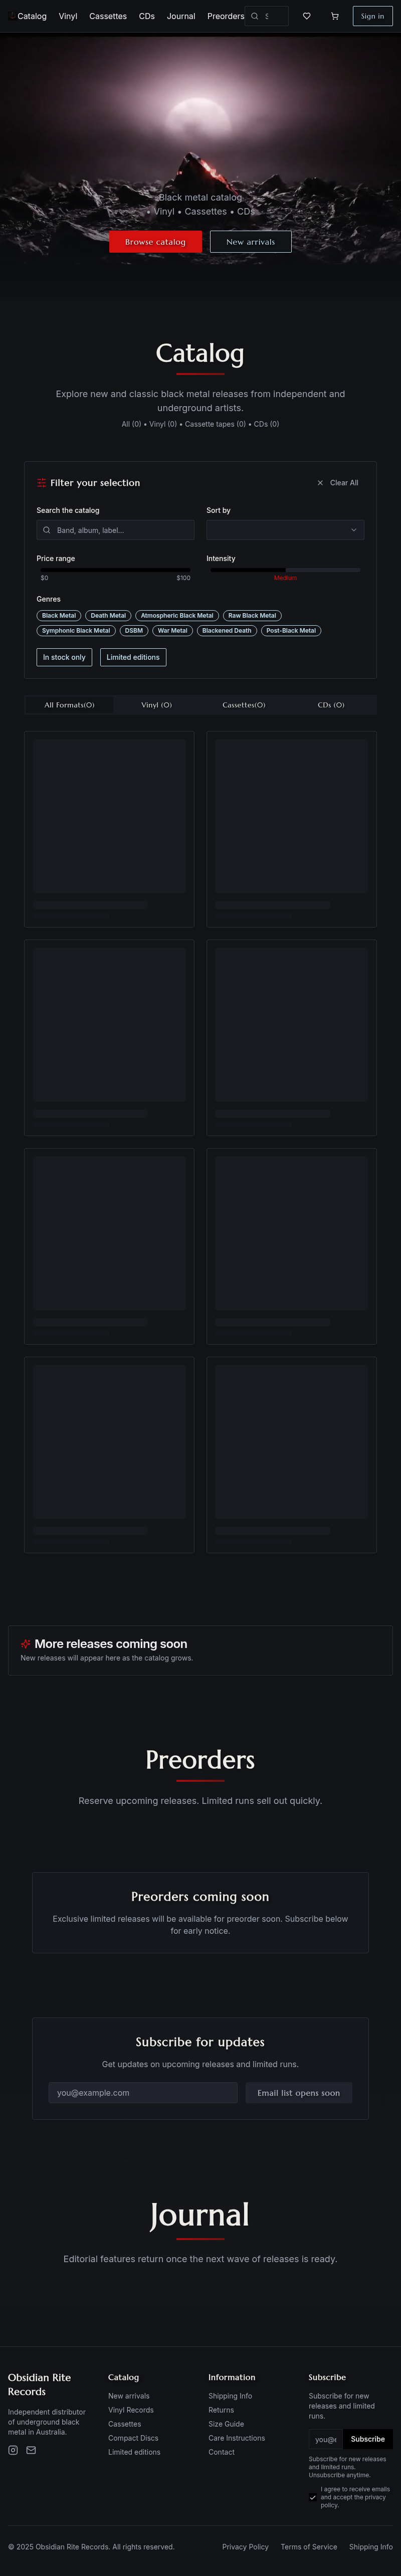 Catalog Vinyl Cassettes CDs Journal Preorders Sign in
Black metal catalog
• Vinyl • Cassettes • CDs
Browse catalog New arrivals
Catalog
Explore new and classic black metal releases from independent and
underground artists.
All (0) • Vinyl (0) • Cassette tapes (0) • CDs (0)
Filter your selection Clear All
Search the catalog Sort by
Band, album, label...
Price range Intensity
$0 $100 Medium
Genres
Black Metal Death Metal Atmospheric Black Metal Raw Black Metal
Symphonic Black Metal DSBM War Metal Blackened Death Post-Black Metal
In stock only Limited editions
All Formats(0) Vinyl (0) Cassettes(0) CDs (0)
More releases coming soon
New releases will appear here as the catalog grows.
Preorders
Reserve upcoming releases. Limited runs sell out quickly.
Preorders coming soon
Exclusive limited releases will be available for preorder soon. Subscribe below
for early notice.
Subscribe for updates
Get updates on upcoming releases and limited runs.
you@example.com Email list opens soon
Journal
Editorial features return once the next wave of releases is ready.
Obsidian Rite
Records
Independent distributor
of underground black
metal in Australia.
Catalog
New arrivals
Vinyl Records
Cassettes
Compact Discs
Limited editions
Information
Shipping Info
Returns
Size Guide
Care Instructions
Contact
Subscribe
Subscribe for new
releases and limited
runs.
Subscribe
Subscribe for new releases
and limited runs.
Unsubscribe anytime.
I agree to receive emails
and accept the privacy
policy.
© 2025 Obsidian Rite Records. All rights reserved. Privacy Policy Terms of Service Shipping Info